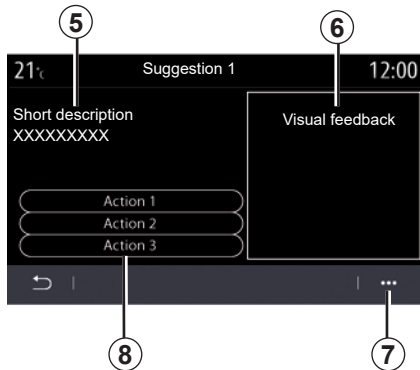 5
6
21°c Suggestion 1 12:00
Short description
XXXXXXXXX
Visual feedback
Action 1
Action 2
Action 3
8
7